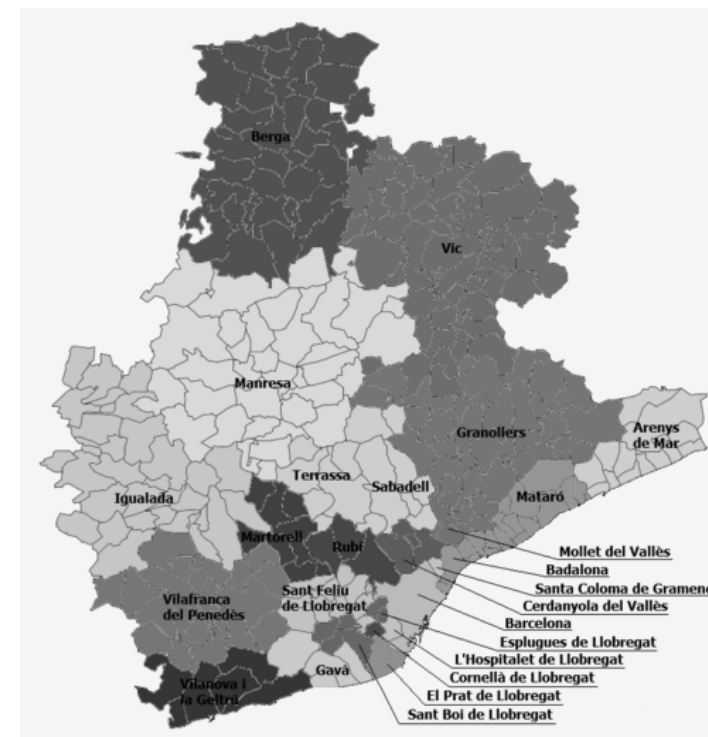 Berga
Vic
Manresa
Granollers
Arenys
de Mar
Terrassa
Sabadell
Igualada
Mataró
Martorell
Rubí
Mollet del Vallès
Badalona
Sant Feliu
de Llobregat
Santa Coloma de Gramene
Vilafranca
del Penedès
Cerdanyola del Vallès
Barcelona
Esplugues de Llobregat
L'Hospitalet de Llobregat
Gavà
Cornellà de Llobregat
Vilanova i
la Geltrú
El Prat de Llobregat
Sant Boi de Llobregat